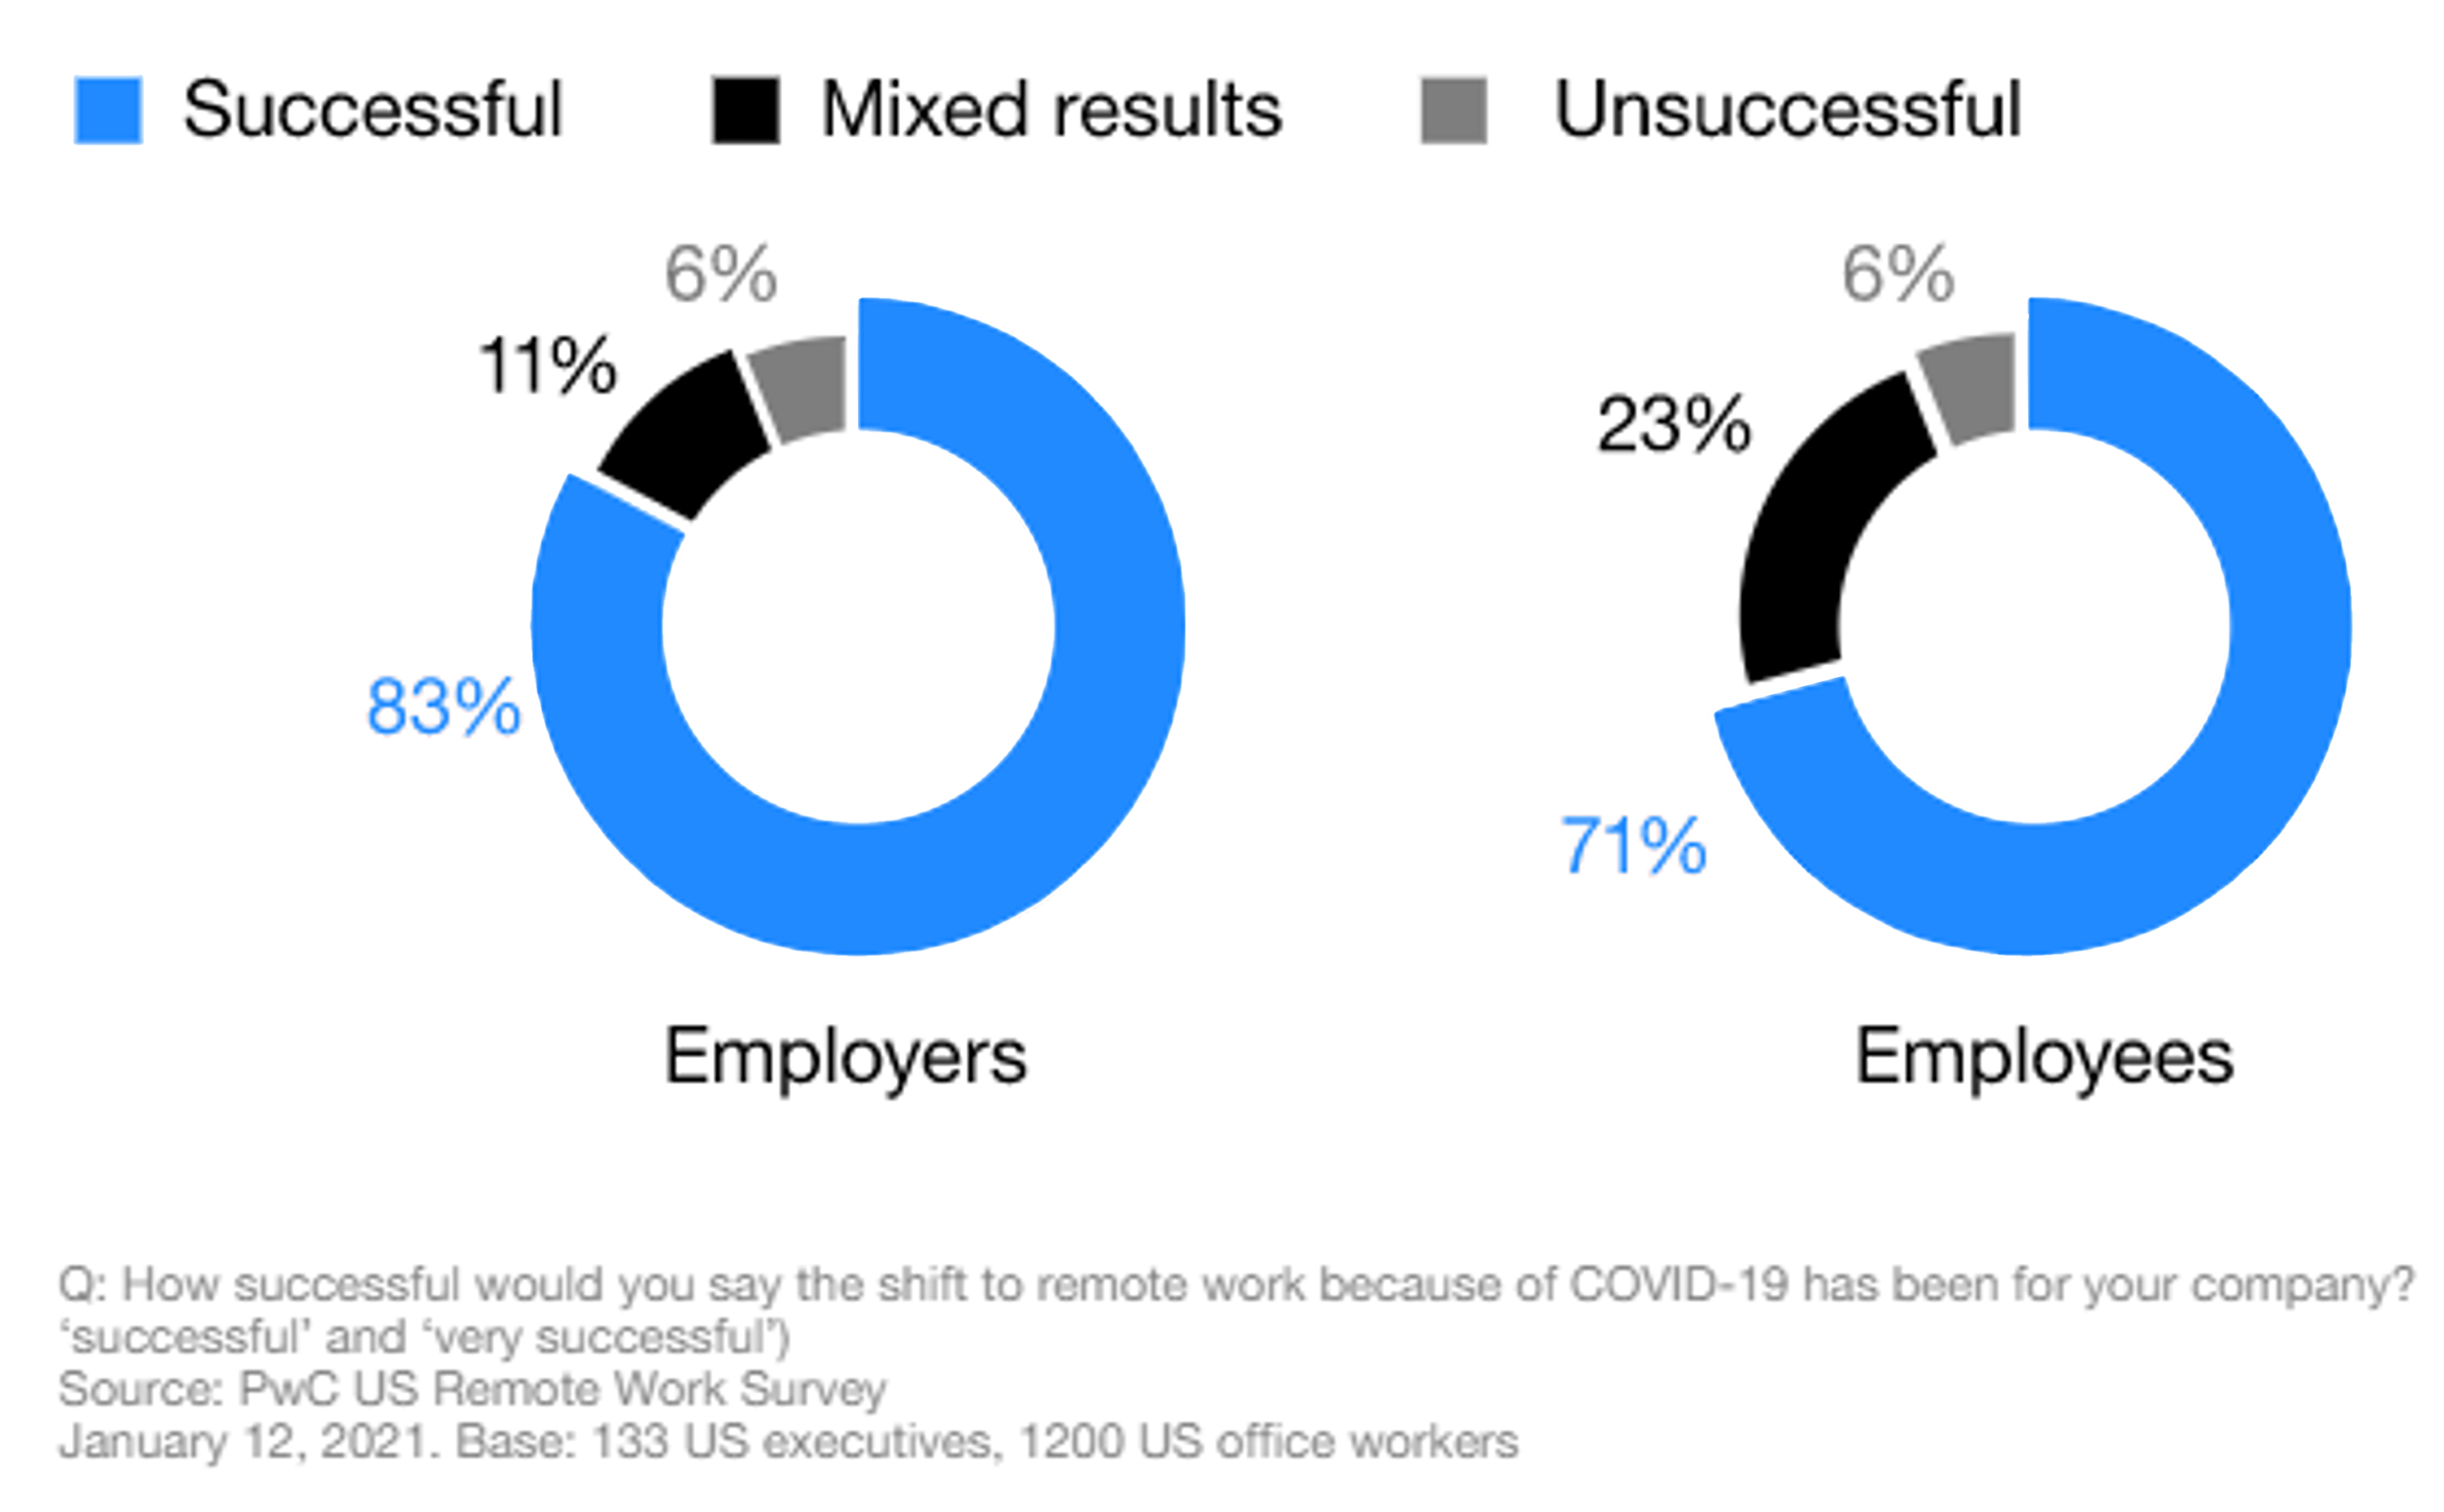 Successful Mixed results Unsuccessful
6% 6%
11% 23%
83% 71%
Employers Employees
Q: How successful would you say the shift to remote work because of COVID-19 has been for your company?
‘successful’ and ‘very successful’)
Source: PwC US Remote Work Survey
January 12, 2021. Base: 133 US executives, 1200 US office workers